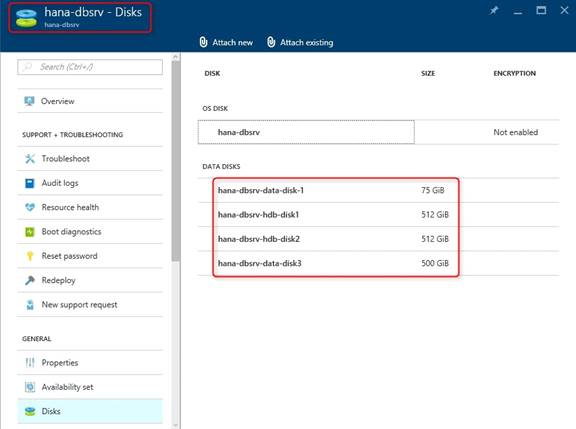 hana-dbsrv - Disks
hana-dbsrv
Attach new Attach existing
Search (Ctrl+/)
Overview
SUPPORT + TROUBLESHOOTING
Troubleshoot
Audit logs
Resource health
Boot diagnostics
Reset password
Redeploy
New support request
GENERAL
Properties
Availability set
Disks
DISK SIZE ENCRYPTION
OS DISK
hana-dbsrv Not enabled
DATA DISKS
hana-dbsrv-data-disk-1 75 GiB
hana-dbsrv-hdb-disk1 512 GiB
hana-dbsrv-hdb-disk2 512 GiB
hana-dbsrv-data-disk3 500 GiB